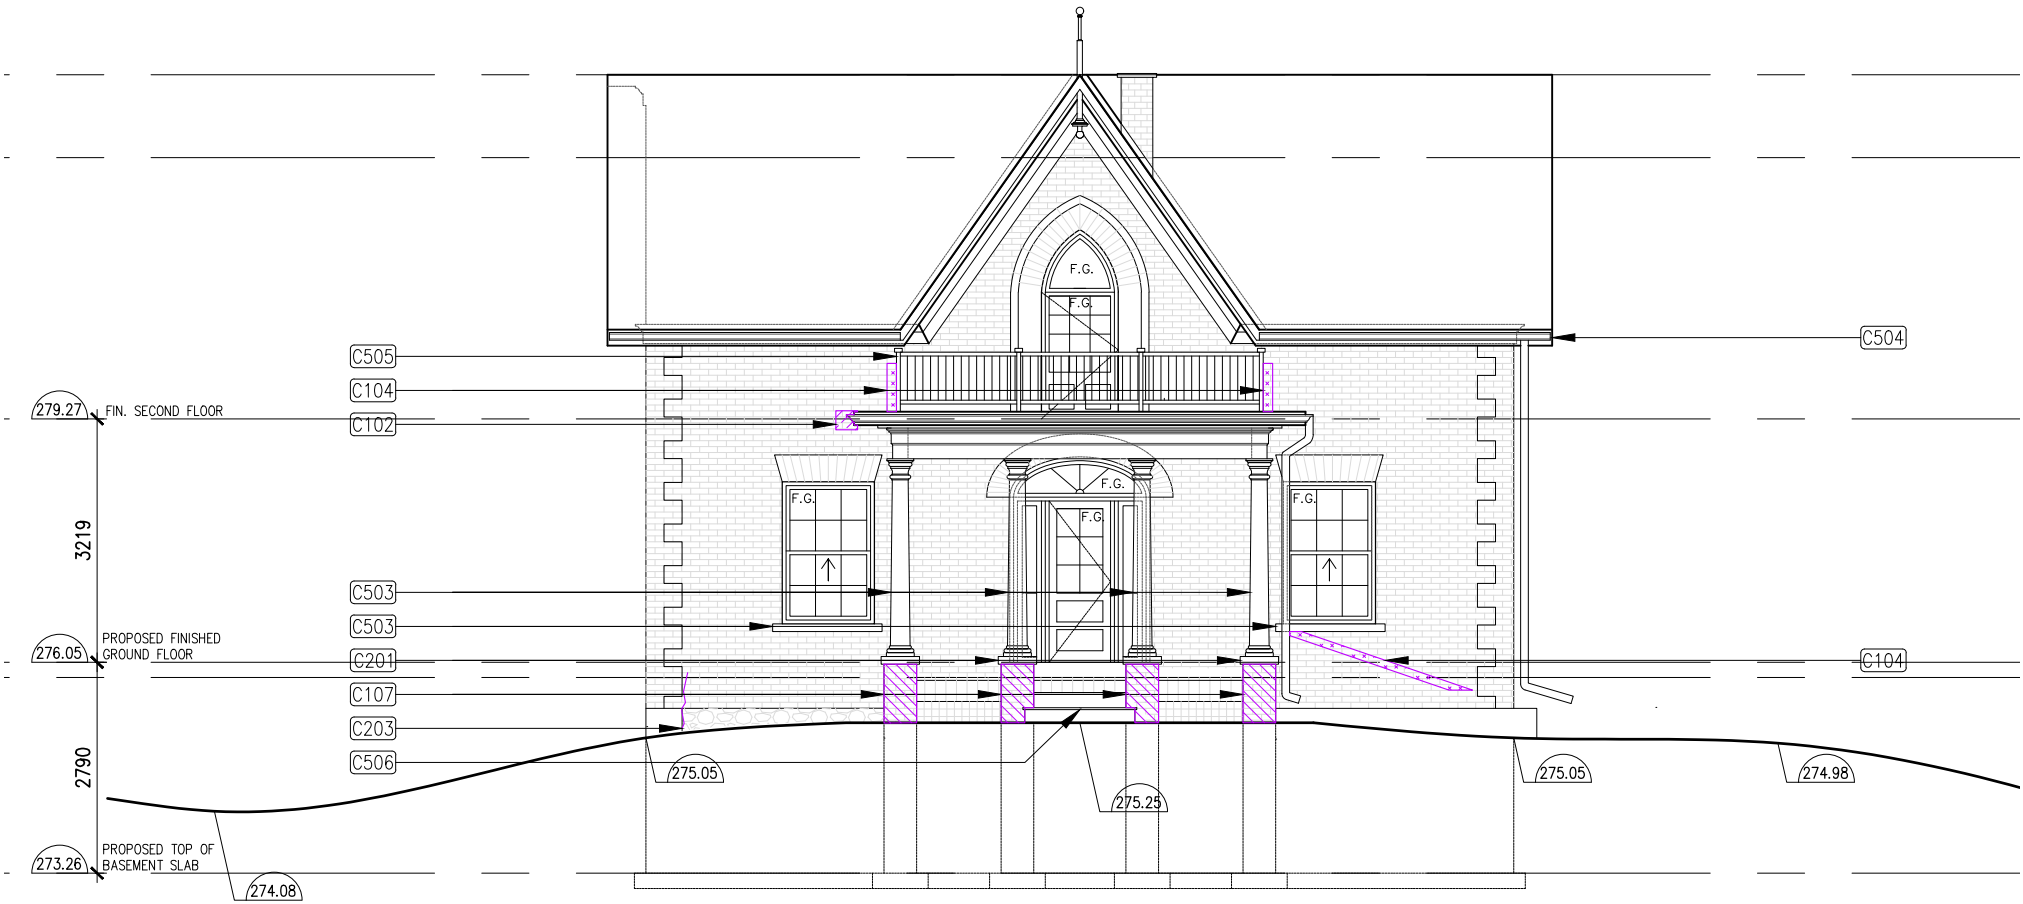 F.G.
F.G.
C504
C505
C104
279.27 FIN. SECOND FLOOR
C102
F.G.
F.G.
F.G.
F.G.
3219
C503
C503
276.05 PROPOSED FINISHED
GROUND FLOOR
C201
C104
C107
C203
2790
C506
275.05
275.25
275.05
274.98
273.26 PROPOSED TOP OF
BASEMENT SLAB
274.08